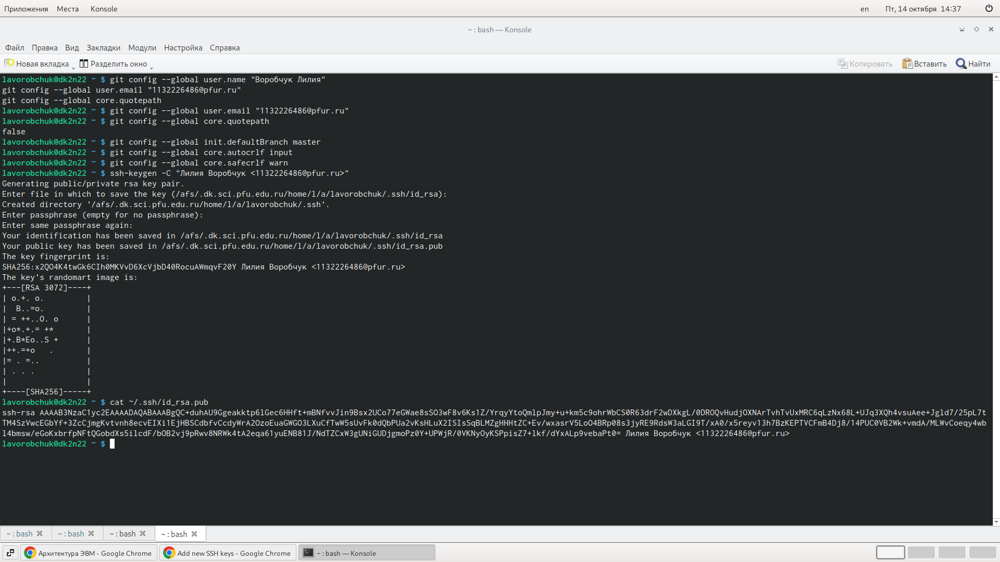 Приложения Места Konsole en Пт, 14 октября 14:37
~ : bash — Konsole
Файл Правка Вид Закладки Модули Настройка Справка
Новая вкладка Разделить окно Копировать Вставить Найти
lavorobchuk@dk2n22 ~ $ git config --global user.name "Воробчук Лилия"
git config --global user.email "1132226486@pfur.ru"
git config --global core.quotepath
lavorobchuk@dk2n22 ~ $ git config --global user.email "1132226486@pfur.ru"
lavorobchuk@dk2n22 ~ $ git config --global core.quotepath
false
lavorobchuk@dk2n22 ~ $ git config --global init.defaultBranch master
lavorobchuk@dk2n22 ~ $ git config --global core.autocrlf input
lavorobchuk@dk2n22 ~ $ git config --global core.safecrlf warn
lavorobchuk@dk2n22 ~ $ ssh-keygen -C "Лилия Воробчук <1132226486@pfur.ru>"
Generating public/private rsa key pair.
Enter file in which to save the key (/afs/.dk.sci.pfu.edu.ru/home/l/a/lavorobchuk/.ssh/id_rsa):
Created directory '/afs/.dk.sci.pfu.edu.ru/home/l/a/lavorobchuk/.ssh'.
Enter passphrase (empty for no passphrase):
Enter same passphrase again:
Your identification has been saved in /afs/.dk.sci.pfu.edu.ru/home/l/a/lavorobchuk/.ssh/id_rsa
Your public key has been saved in /afs/.dk.sci.pfu.edu.ru/home/l/a/lavorobchuk/.ssh/id_rsa.pub
The key fingerprint is:
SHA256:x2QO4K4twGk6CIh0MKVvD6XcVjbD40RocuAWmqvF20Y Лилия Воробчук <1132226486@pfur.ru>
The key's randomart image is:
+---[RSA 3072]----+
| o.+. o.         |
|  B..=o.         |
| = ++..O. o      |
|+o*.+.= +*       |
|+.B*Eo..S +      |
|++.=+o   .       |
|= . =..          |
| . . .           |
|                 |
+----[SHA256]-----+
lavorobchuk@dk2n22 ~ $ cat ~/.ssh/id_rsa.pub
ssh-rsa AAAAB3NzaC1yc2EAAAADAQABAAABgQC+duhAU9Ggeakktp6lGec6HHft+mBNfvvJin9Bsx2UCo77eGWae8sSO3wF8v6Ks1Z/YrqyYtoQmlpJmy+u+km5c9ohrWbCS0R63drF2wDXkgL/0DROQvHudjOXNArTvhTvUxMRC6qLzNx68L+UJq3XQh4vsuAee+Jgld7/25pL7t
TM4SzVwcEGbYf+3ZcCjmgKvtvnh8ecvEIXi1EjHBSCdbfvCcdyWrA2OzoEuaGWGO3LXuCfTwW5sUvFk0dQbPUa2vKsHLuX2ISIsSqBLMZgHHHtZC+Ev/wxasrV5LoO4BRp08s3jyRE9RdsW3aLGI9T/xA0/x5reyv13h7BzKEPTVCFmB4Dj8/14PUC0VB2Wk+vmdA/MLWvCoeqy4wb
l4bmsw/eGoKxbrfpNFtQGobdXs5ilcdF/bOB2vj9pRwv8NRWk4tA2eqa61yuENB81J/NdTZCxW3gUNiGUDjgmoPz0Y+UPWjR/0VKNyOyKSPpisZ7+lkf/dYxALp9vebaPt0= Лилия Воробчук <1132226486@pfur.ru>
lavorobchuk@dk2n22 ~ $
~ : bash ~ : bash ~ : bash ~ : bash
Архитектура ЭВМ - Google Chrome Add new SSH keys - Google Chrome ~ : bash — Konsole